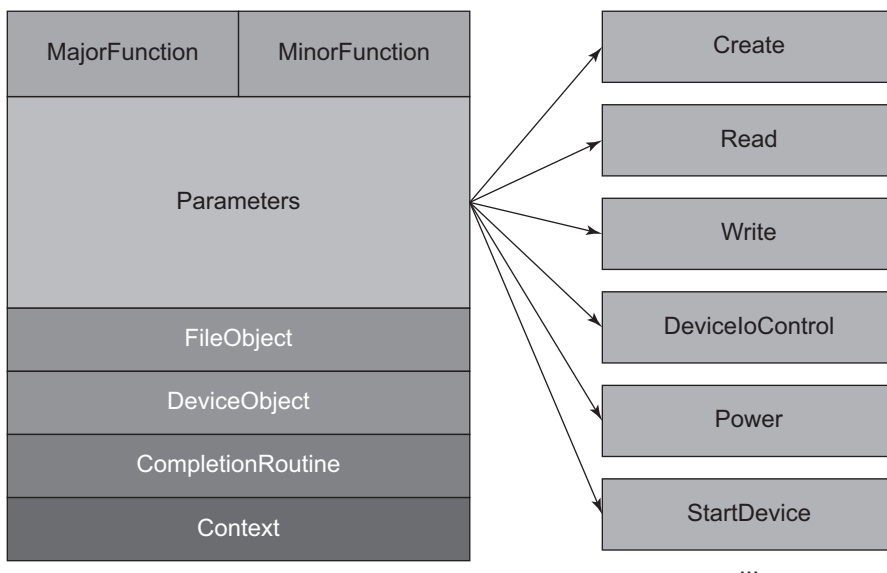 MajorFunction
MinorFunction
Parameters
FileObject
DeviceObject
CompletionRoutine
Context
Create
Read
Write
DeviceIoControl
Power
StartDevice
...